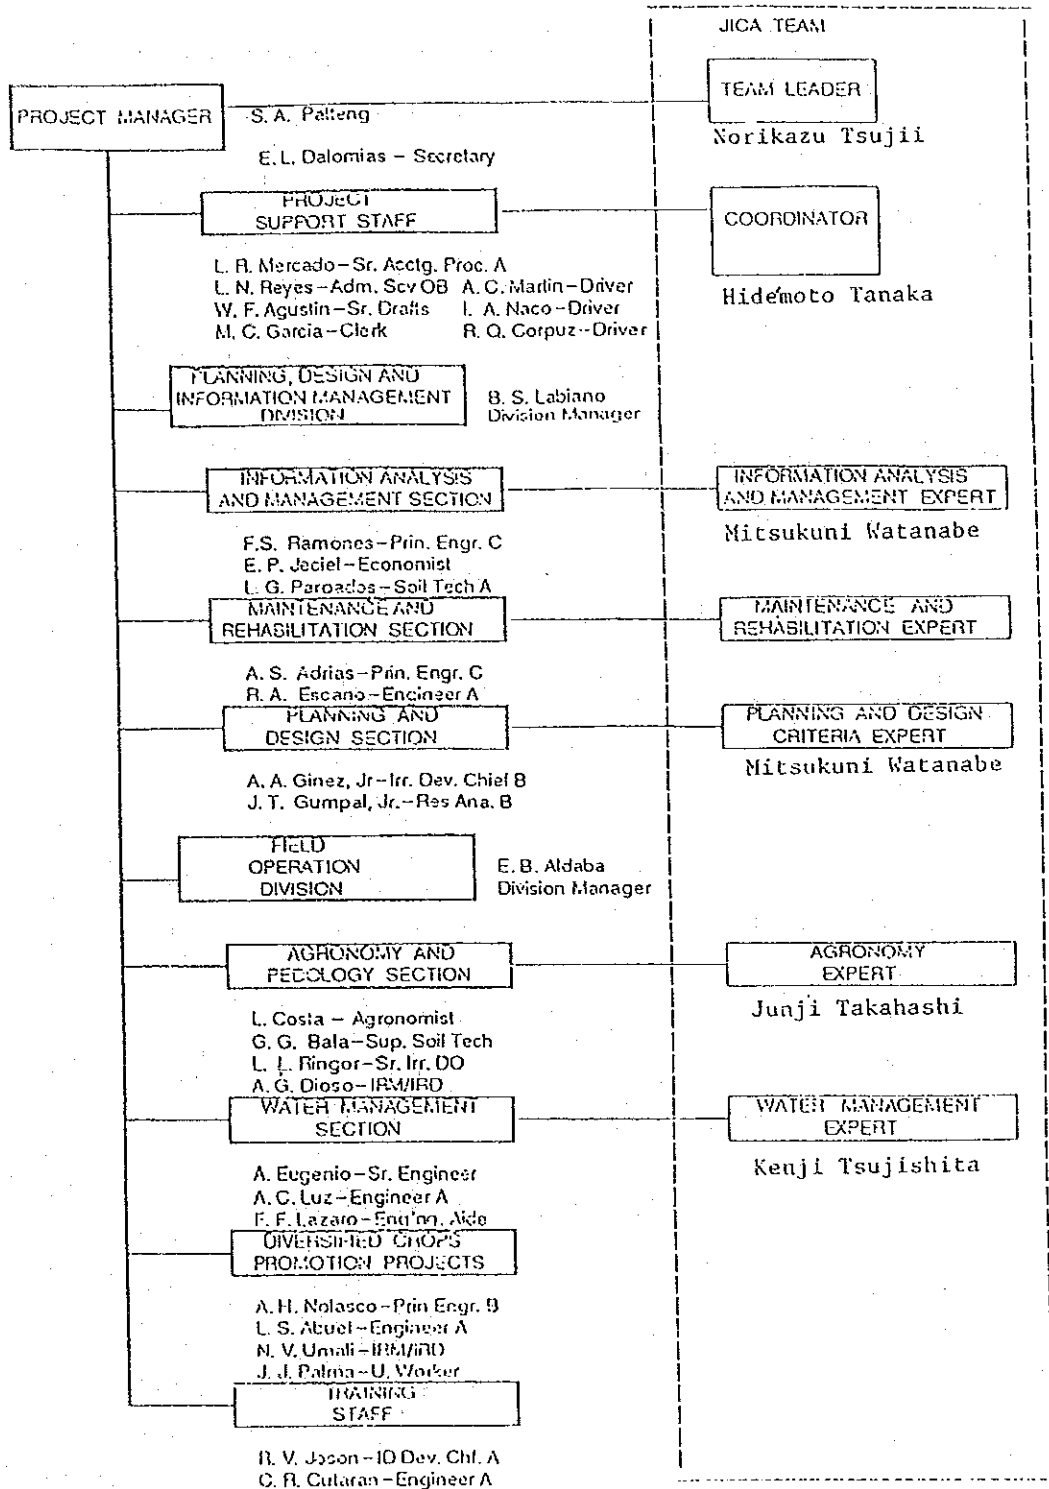 JICA TEAM
PROJECT MANAGER
S. A. Palteng
TEAM LEADER
Norikazu Tsujii
E. L. Dalomias – Secretary
PROJECT
SUPPORT STAFF
COORDINATOR
Hidemoto Tanaka
L. R. Mercado – Sr. Acctg. Proc. A
L. N. Reyes – Adm. Scv OB A. C. Martin – Driver
W. F. Agustin – Sr. Drafts I. A. Naco – Driver
M. C. Garcia – Clerk R. Q. Corpuz – Driver
PLANNING, DESIGN AND
INFORMATION MANAGEMENT
DIVISION
B. S. Labiano
Division Manager
INFORMATION ANALYSIS
AND MANAGEMENT SECTION
INFORMATION ANALYSIS
AND MANAGEMENT EXPERT
Mitsukuni Watanabe
F.S. Ramones – Prin. Engr. C
E. P. Jeciel – Economist
L. G. Paroados – Soil Tech A
MAINTENANCE AND
REHABILITATION SECTION
MAINTENANCE AND
REHABILITATION EXPERT
A. S. Adrias – Prin. Engr. C
R. A. Escano – Engineer A
PLANNING AND
DESIGN SECTION
PLANNING AND DESIGN
CRITERIA EXPERT
Mitsukuni Watanabe
A. A. Ginez, Jr – Irr. Dev. Chief B
J. T. Gumpal, Jr. – Res Ana. B
FIELD
OPERATION
DIVISION
E. B. Aldaba
Division Manager
AGRONOMY AND
PEDOLOGY SECTION
AGRONOMY
EXPERT
Junji Takahashi
L. Costa – Agronomist
G. G. Bala – Sup. Soil Tech
L. L. Ringor – Sr. Irr. DO
A. G. Dioso – IRM/IRD
WATER MANAGEMENT
SECTION
WATER MANAGEMENT
EXPERT
Kenji Tsujishita
A. Eugenio – Sr. Engineer
A. C. Luz – Engineer A
F. F. Lazaro – Eng'ng. Aide
DIVERSIFIED CROPS
PROMOTION PROJECTS
A. H. Nolasco – Prin Engr. B
L. S. Abuel – Engineer A
N. V. Umali – IRM/IRD
J. J. Palma – U. Worker
TRAINING
STAFF
R. V. Joson – ID Dev. Chf. A
C. R. Cutaran – Engineer A